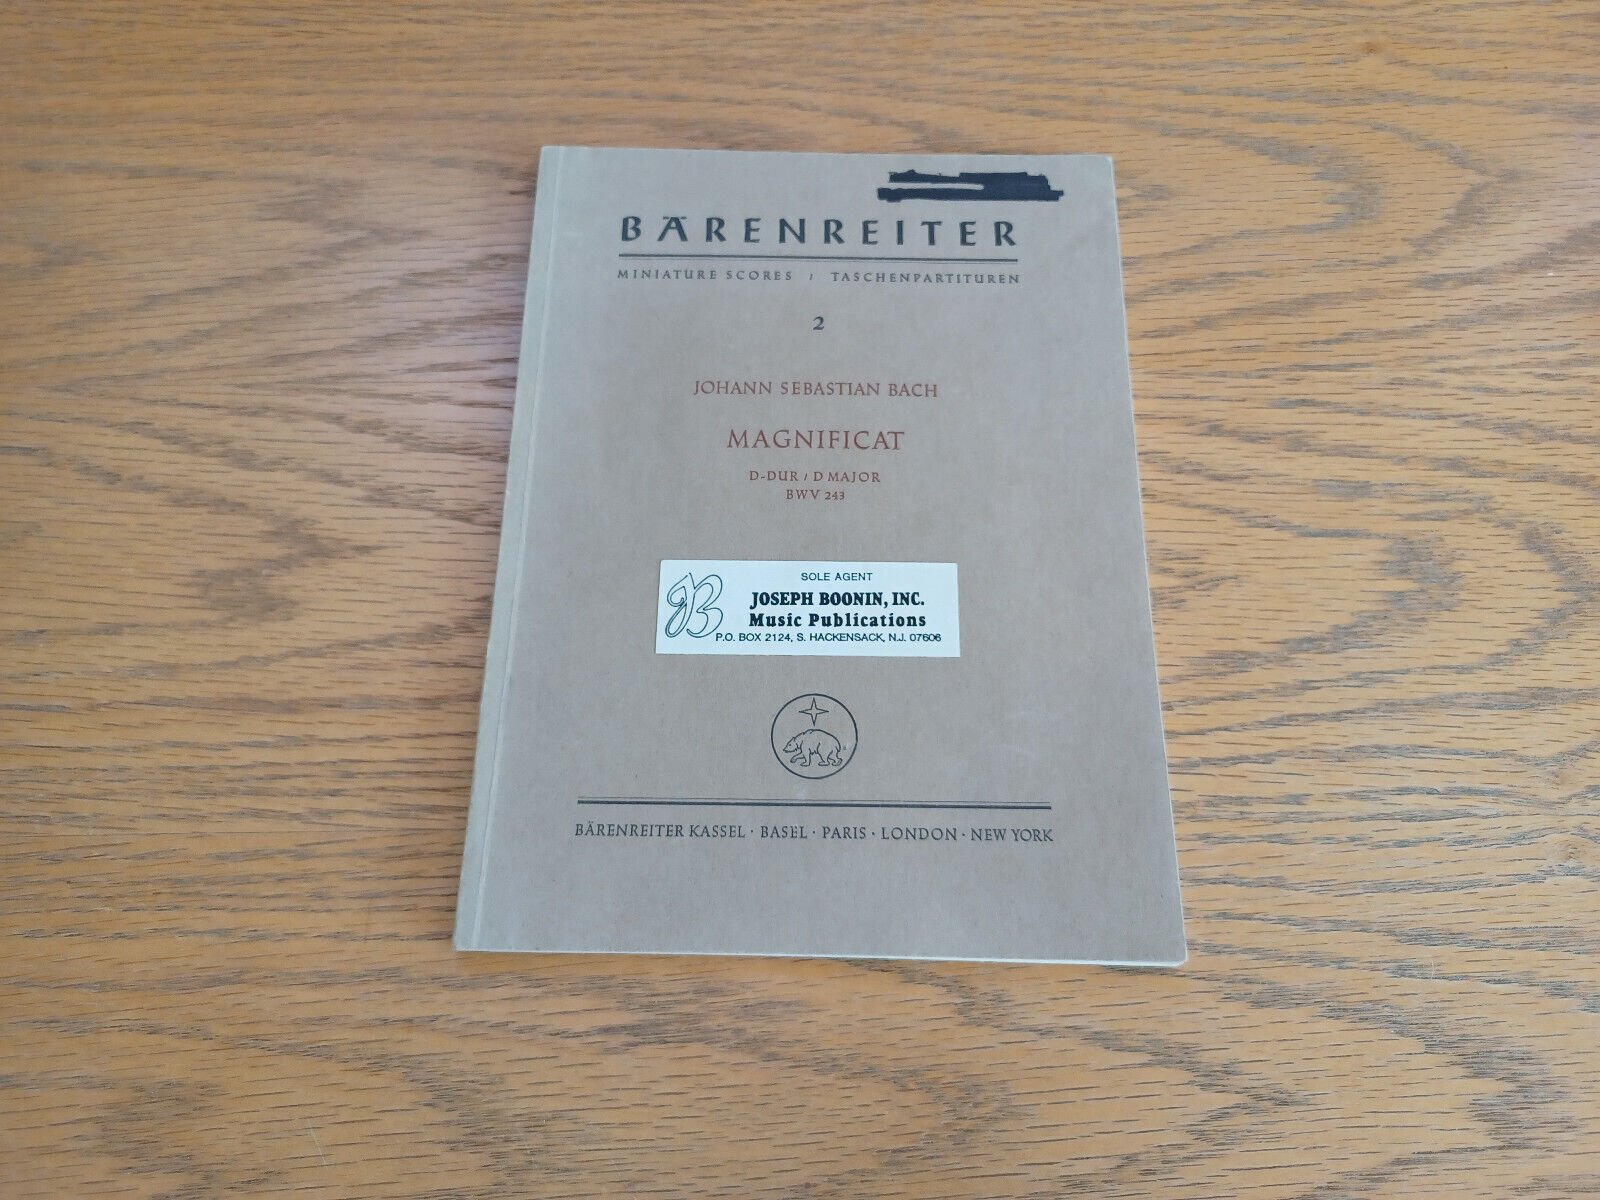 BÄRENREITER
MINIATURE SCORES / TASCHENPARTITUREN
2
JOHANN SEBASTIAN BACH
MAGNIFICAT
D-DUR / D MAJOR
BWV 243
SOLE AGENT
JB
JOSEPH BOONIN, INC.
Music Publications
P.O. BOX 2124, S. HACKENSACK, N.J. 07606
BÄRENREITER KASSEL · BASEL · PARIS · LONDON · NEW YORK